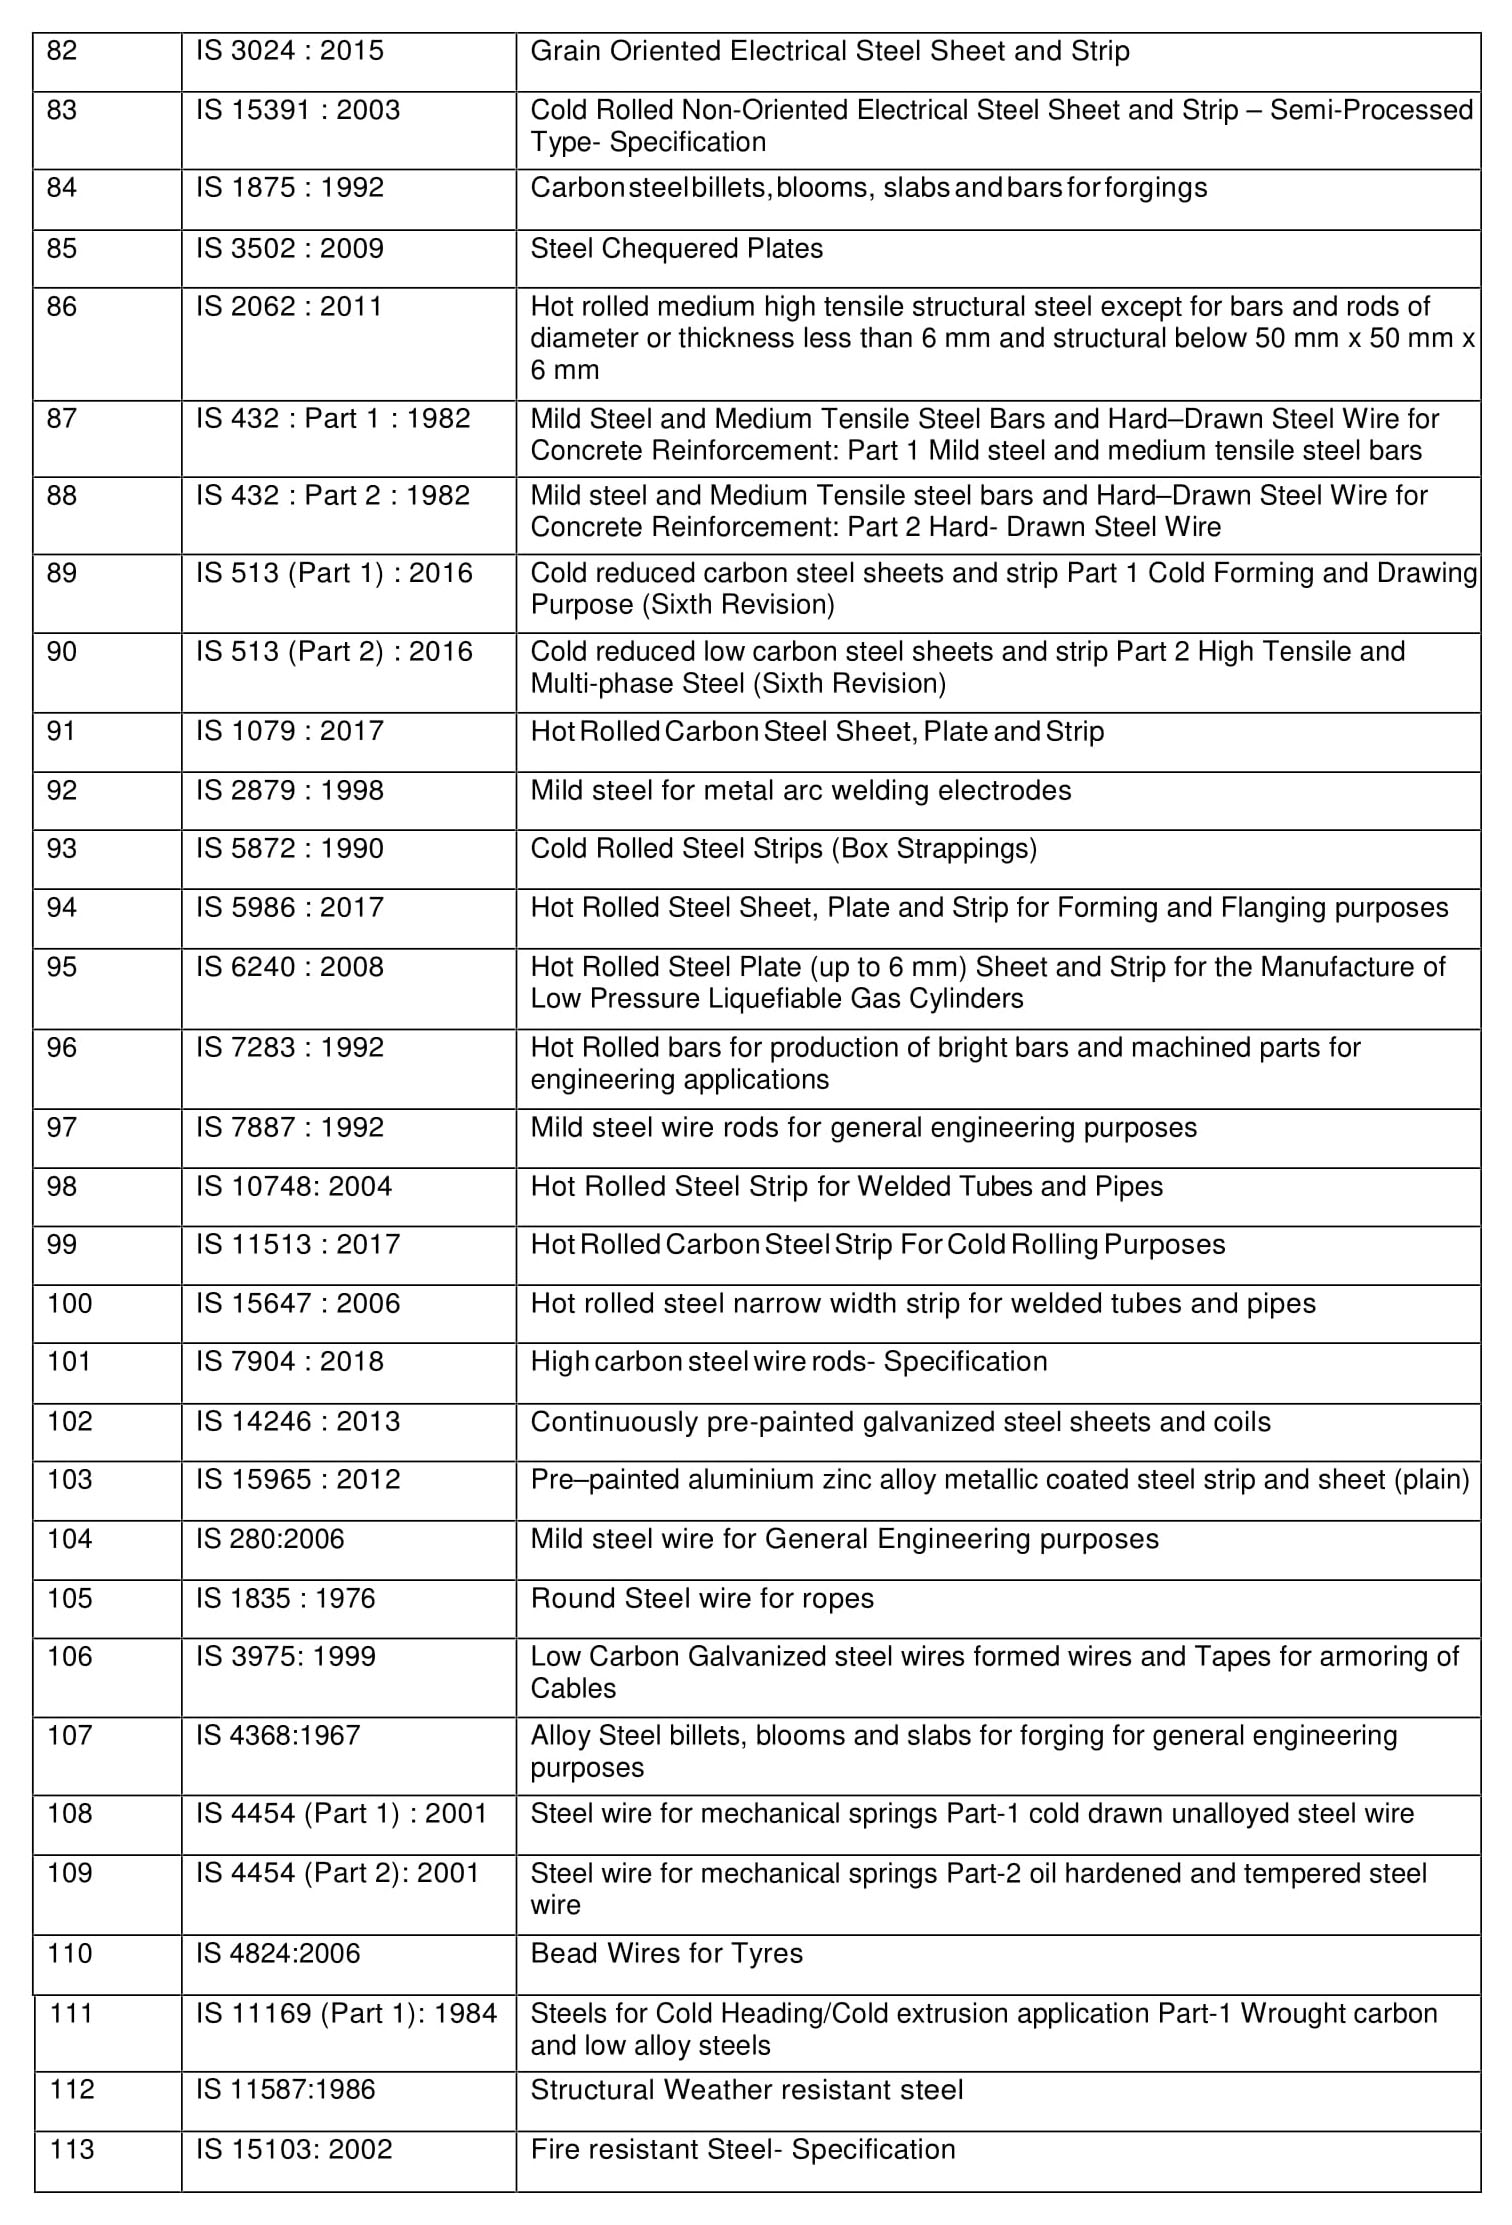 82 IS 3024 : 2015 Grain Oriented Electrical Steel Sheet and Strip
83 IS 15391 : 2003 Cold Rolled Non-Oriented Electrical Steel Sheet and Strip – Semi-Processed
Type- Specification
84 IS 1875 : 1992 Carbon steel billets, blooms, slabs and bars for forgings
85 IS 3502 : 2009 Steel Chequered Plates
86 IS 2062 : 2011 Hot rolled medium high tensile structural steel except for bars and rods of
diameter or thickness less than 6 mm and structural below 50 mm x 50 mm x
6 mm
87 IS 432 : Part 1 : 1982 Mild Steel and Medium Tensile Steel Bars and Hard–Drawn Steel Wire for
Concrete Reinforcement: Part 1 Mild steel and medium tensile steel bars
88 IS 432 : Part 2 : 1982 Mild steel and Medium Tensile steel bars and Hard–Drawn Steel Wire for
Concrete Reinforcement: Part 2 Hard- Drawn Steel Wire
89 IS 513 (Part 1) : 2016 Cold reduced carbon steel sheets and strip Part 1 Cold Forming and Drawing
Purpose (Sixth Revision)
90 IS 513 (Part 2) : 2016 Cold reduced low carbon steel sheets and strip Part 2 High Tensile and
Multi-phase Steel (Sixth Revision)
91 IS 1079 : 2017 Hot Rolled Carbon Steel Sheet, Plate and Strip
92 IS 2879 : 1998 Mild steel for metal arc welding electrodes
93 IS 5872 : 1990 Cold Rolled Steel Strips (Box Strappings)
94 IS 5986 : 2017 Hot Rolled Steel Sheet, Plate and Strip for Forming and Flanging purposes
95 IS 6240 : 2008 Hot Rolled Steel Plate (up to 6 mm) Sheet and Strip for the Manufacture of
Low Pressure Liquefiable Gas Cylinders
96 IS 7283 : 1992 Hot Rolled bars for production of bright bars and machined parts for
engineering applications
97 IS 7887 : 1992 Mild steel wire rods for general engineering purposes
98 IS 10748: 2004 Hot Rolled Steel Strip for Welded Tubes and Pipes
99 IS 11513 : 2017 Hot Rolled Carbon Steel Strip For Cold Rolling Purposes
100 IS 15647 : 2006 Hot rolled steel narrow width strip for welded tubes and pipes
101 IS 7904 : 2018 High carbon steel wire rods- Specification
102 IS 14246 : 2013 Continuously pre-painted galvanized steel sheets and coils
103 IS 15965 : 2012 Pre–painted aluminium zinc alloy metallic coated steel strip and sheet (plain)
104 IS 280:2006 Mild steel wire for General Engineering purposes
105 IS 1835 : 1976 Round Steel wire for ropes
106 IS 3975: 1999 Low Carbon Galvanized steel wires formed wires and Tapes for armoring of
Cables
107 IS 4368:1967 Alloy Steel billets, blooms and slabs for forging for general engineering
purposes
108 IS 4454 (Part 1) : 2001 Steel wire for mechanical springs Part-1 cold drawn unalloyed steel wire
109 IS 4454 (Part 2): 2001 Steel wire for mechanical springs Part-2 oil hardened and tempered steel
wire
110 IS 4824:2006 Bead Wires for Tyres
111 IS 11169 (Part 1): 1984 Steels for Cold Heading/Cold extrusion application Part-1 Wrought carbon
and low alloy steels
112 IS 11587:1986 Structural Weather resistant steel
113 IS 15103: 2002 Fire resistant Steel- Specification